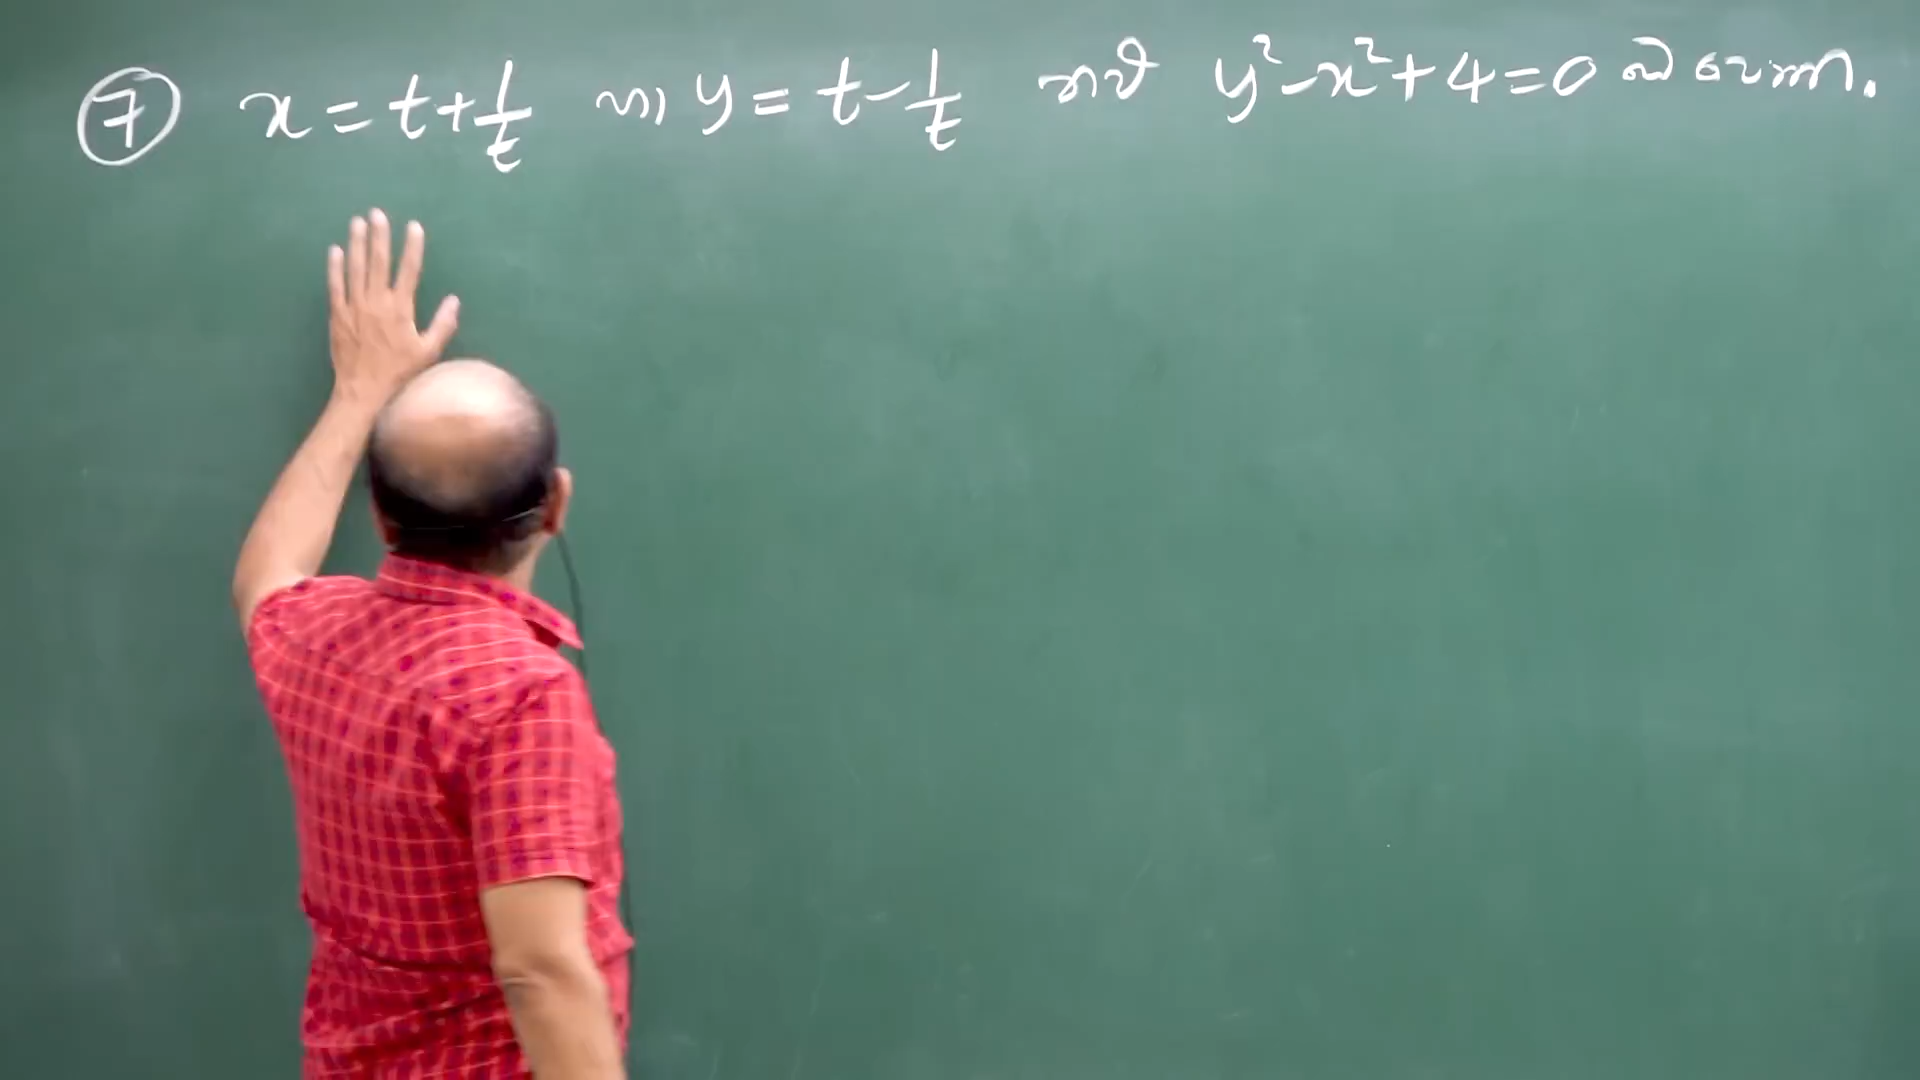 ⑦ x = t + 1/t හා y = t - 1/t නම් y² - x² + 4 = 0 බව පෙන්වන්න.